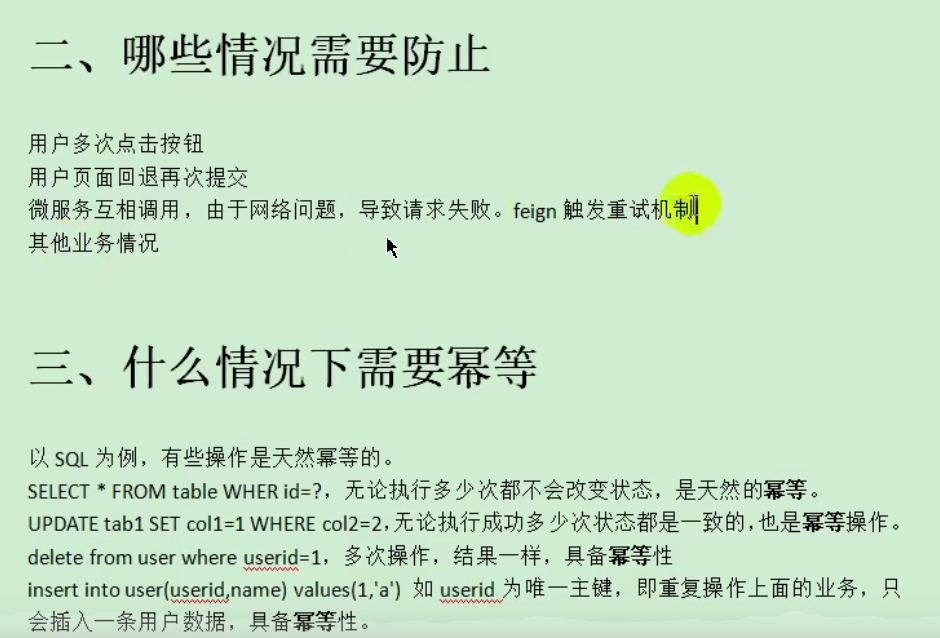 二、哪些情况需要防止
用户多次点击按钮
用户页面回退再次提交
微服务互相调用，由于网络问题，导致请求失败。feign 触发重试机制
其他业务情况
三、什么情况下需要幂等
以 SQL 为例，有些操作是天然幂等的。
SELECT * FROM table WHER id=?，无论执行多少次都不会改变状态，是天然的幂等。
UPDATE tab1 SET col1=1 WHERE col2=2，无论执行成功多少次状态都是一致的，也是幂等操作。
delete from user where userid=1，多次操作，结果一样，具备幂等性
insert into user(userid,name) values(1,'a') 如 userid 为唯一主键，即重复操作上面的业务，只
会插入一条用户数据，具备幂等性。